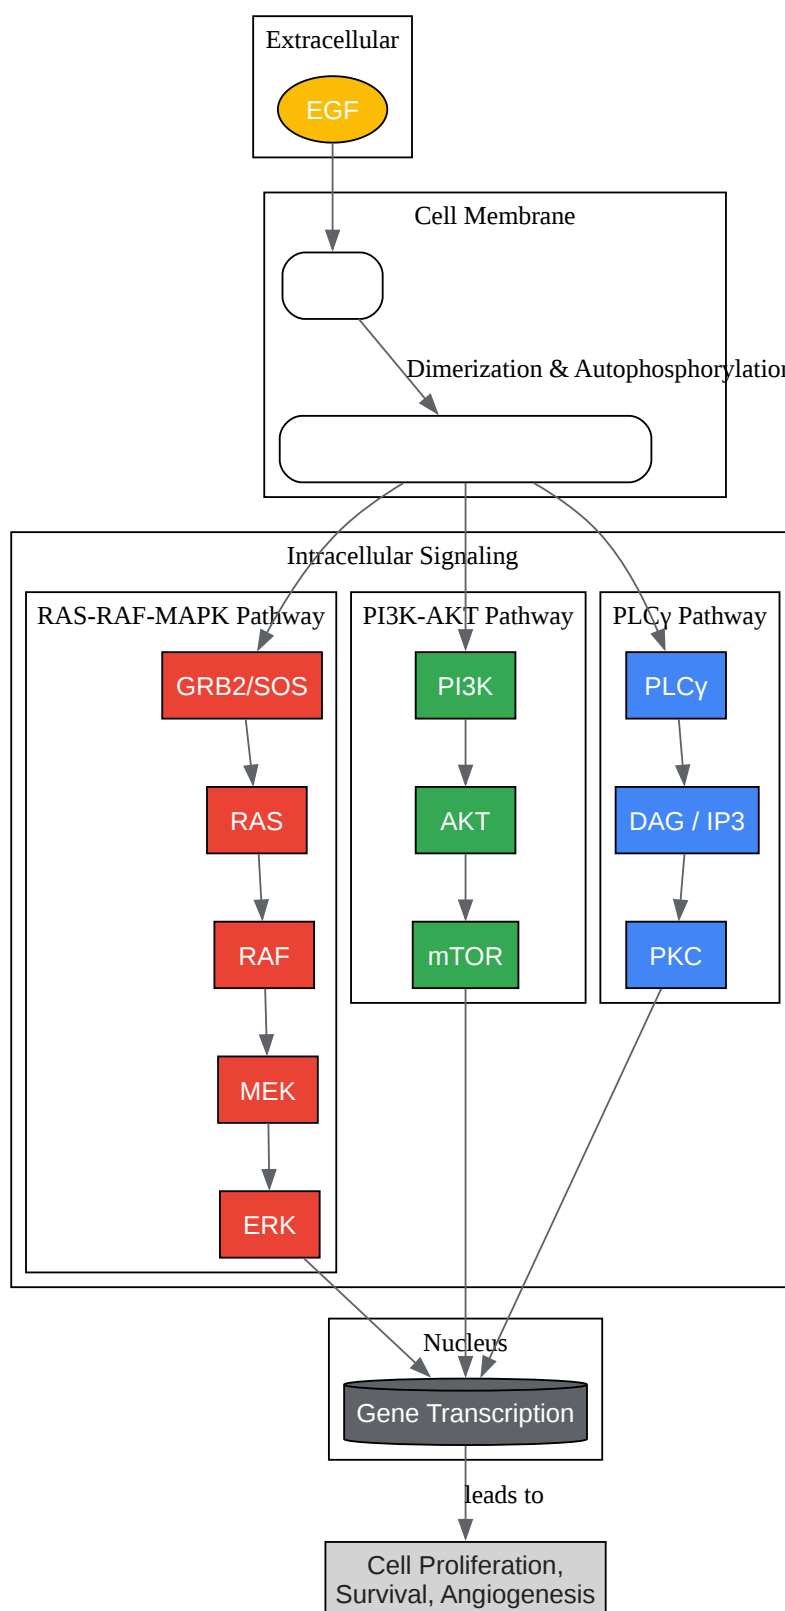 Extracellular
EGF
Cell Membrane
Dimerization & Autophosphorylation
Intracellular Signaling
RAS-RAF-MAPK Pathway
PI3K-AKT Pathway
PLCγ Pathway
GRB2/SOS
PI3K
PLCγ
RAS
AKT
DAG / IP3
RAF
mTOR
PKC
MEK
ERK
Nucleus
Gene Transcription
leads to
Cell Proliferation,
Survival, Angiogenesis